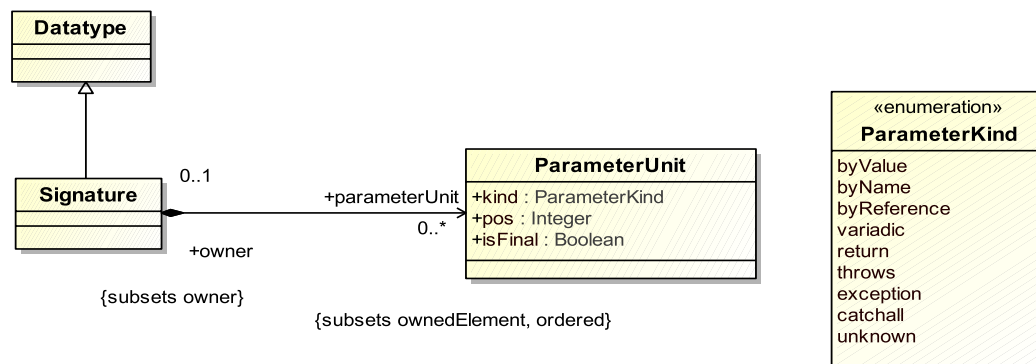 Datatype
Signature
0..1
+owner
{subsets owner}
+parameterUnit
0..*
{subsets ownedElement, ordered}
ParameterUnit
+kind : ParameterKind
+pos : Integer
+isFinal : Boolean
«enumeration»
ParameterKind
byValue
byName
byReference
variadic
return
throws
exception
catchall
unknown